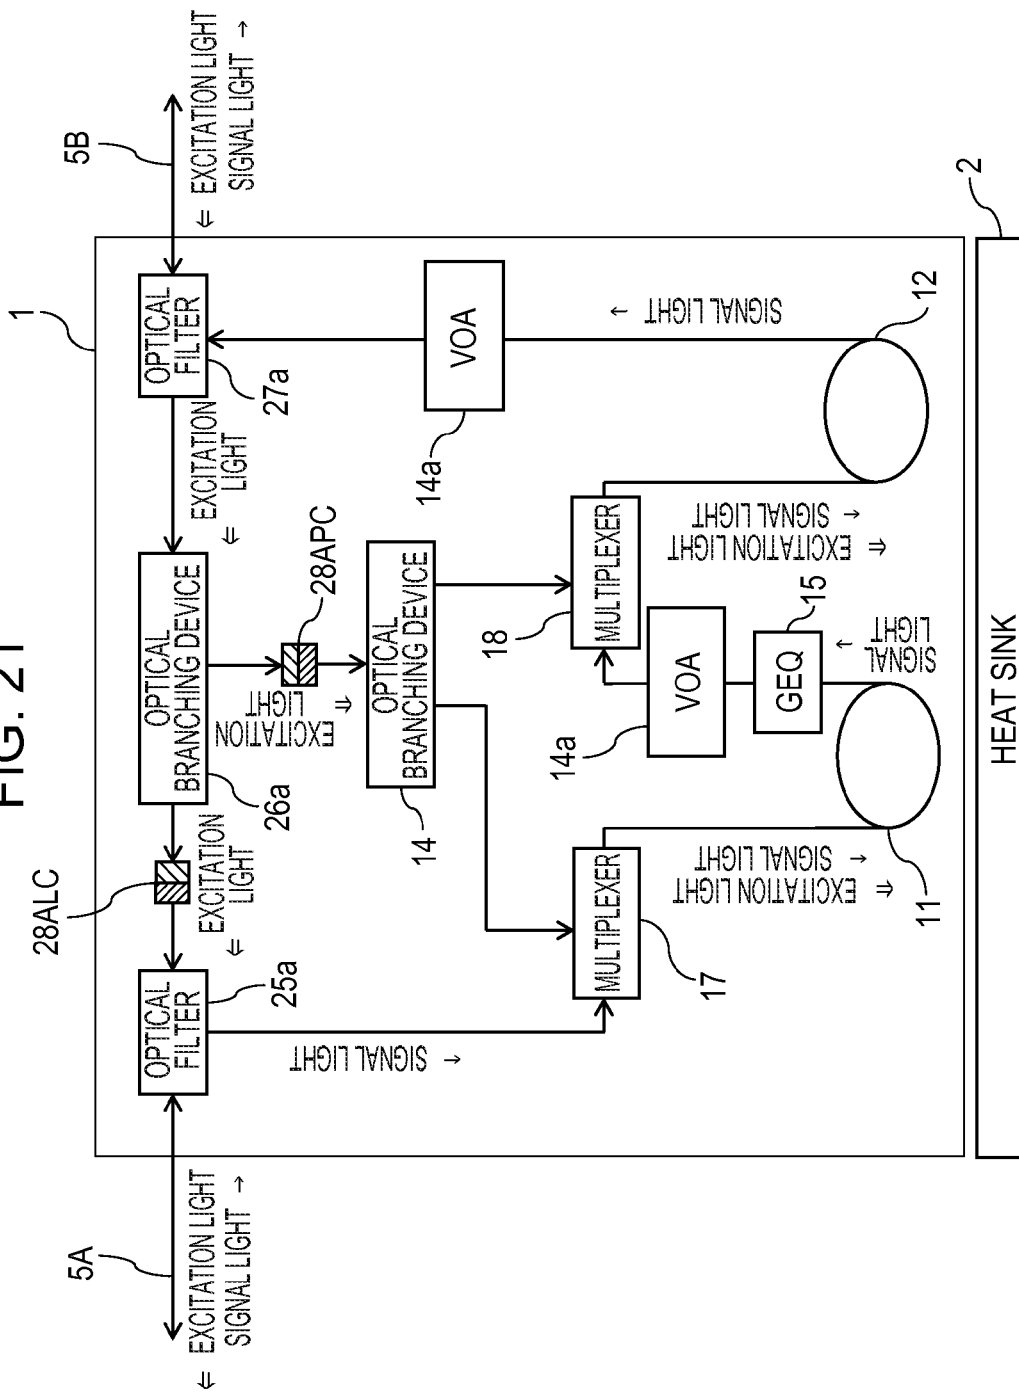 FIG. 21
1
5A
28ALC
5B
⇐ EXCITATION LIGHT
SIGNAL LIGHT →
⇐ EXCITATION LIGHT
SIGNAL LIGHT →
OPTICAL
FILTER
25a
EXCITATION
LIGHT
⇐
OPTICAL
BRANCHING DEVICE
26a
EXCITATION
LIGHT
⇐
OPTICAL
FILTER
27a
EXCITATION
LIGHT
⇐
28APC
OPTICAL
BRANCHING DEVICE
14
SIGNAL LIGHT
→
VOA
14a
MULTIPLEXER
17
MULTIPLEXER
18
VOA
14a
GEQ
15
SIGNAL LIGHT
→
EXCITATION LIGHT
⇐
SIGNAL LIGHT
→
EXCITATION LIGHT
⇐
SIGNAL LIGHT
→
SIGNAL
LIGHT
→
11
12
2
HEAT SINK